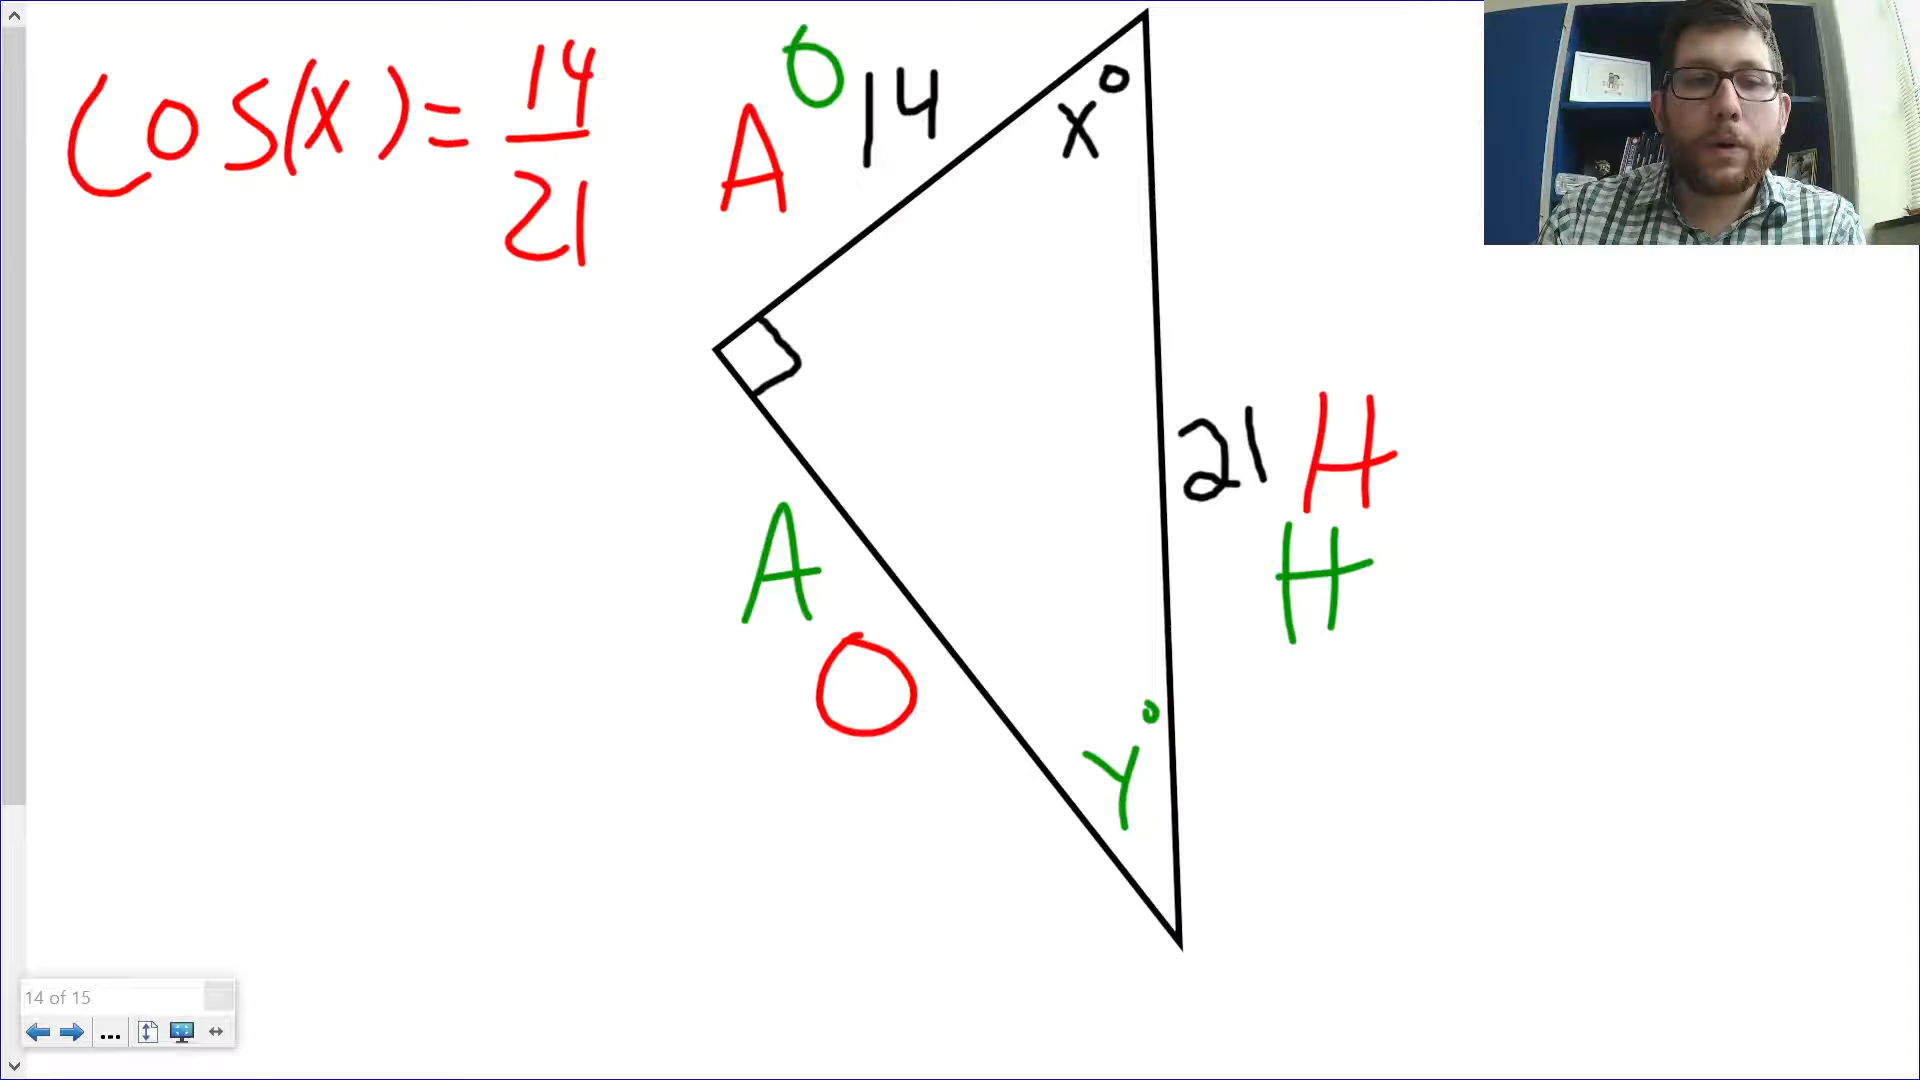 cos(x) = 14/21
O
A
14
x°
21
H
H
A
O
Y°
14 of 15
...